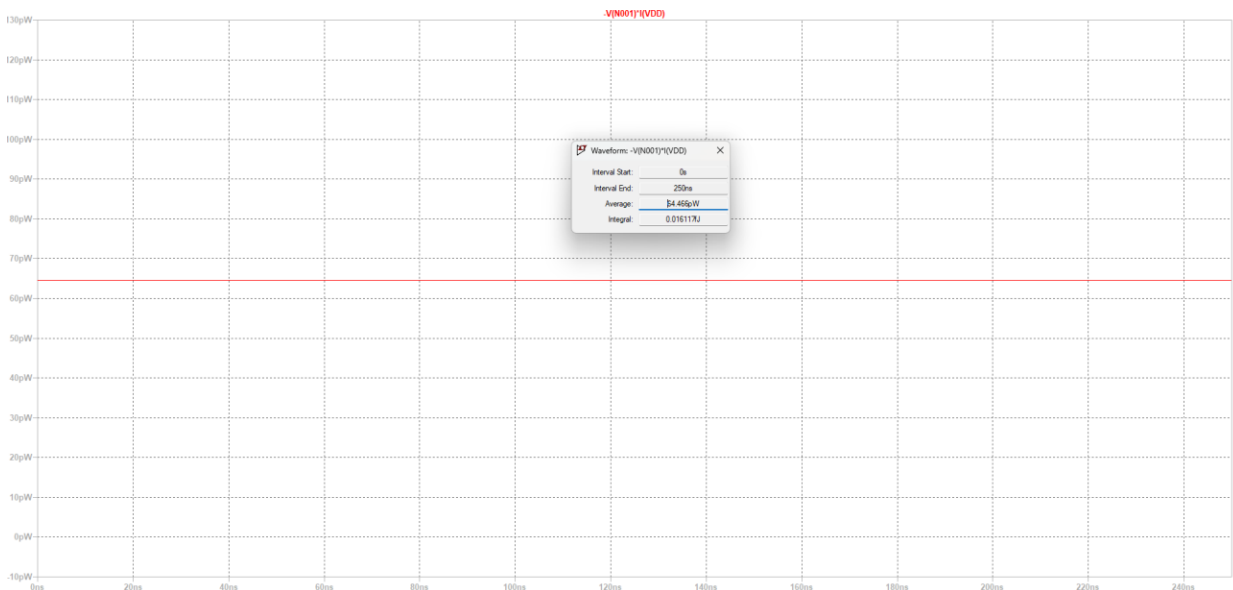 -V(N001)*I(VDD)
130pW
120pW
110pW
100pW
90pW
80pW
70pW
60pW
50pW
40pW
30pW
20pW
10pW
0pW
-10pW
Waveform: -V(N001)*I(VDD)
Interval Start: 0s
Interval End: 250ns
Average: 64.466pW
Integral: 0.016117fJ
0ns 20ns 40ns 60ns 80ns 100ns 120ns 140ns 160ns 180ns 200ns 220ns 240ns